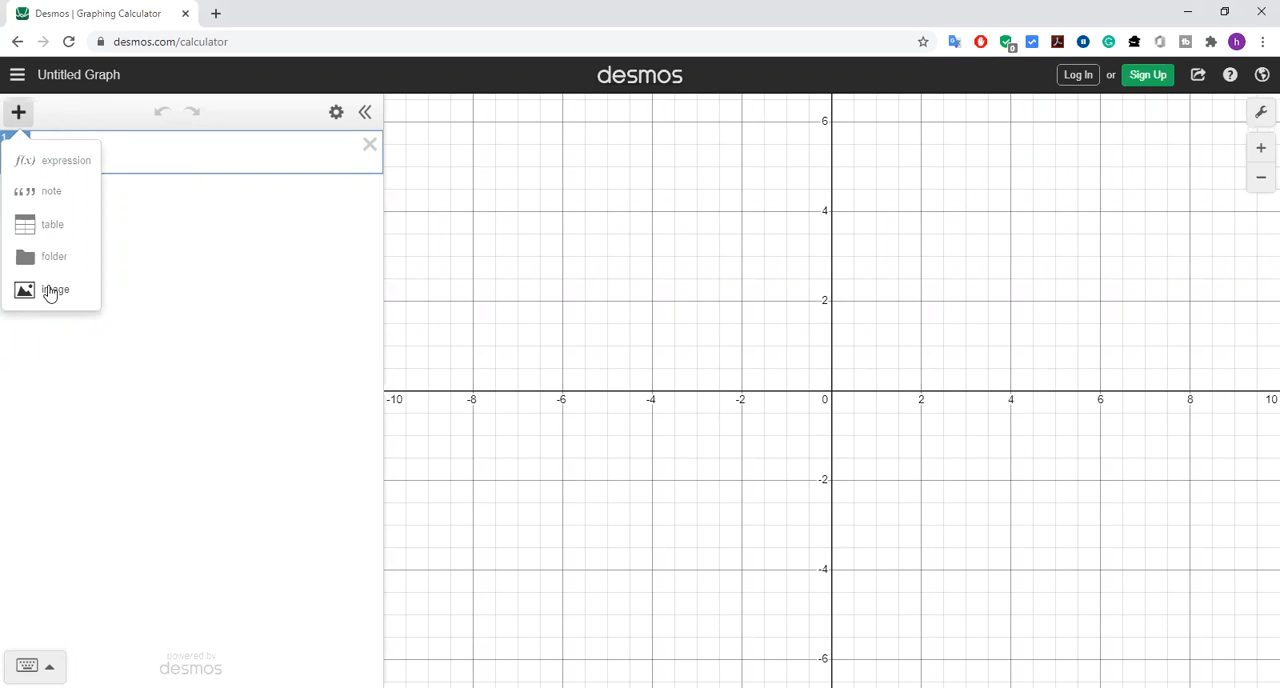 Desmos | Graphing Calculator
desmos.com/calculator
0
Untitled Graph
desmos
Log In or Sign Up
1
f(x) expression
note
table
folder
image
6
4
2
-10 -8 -6 -4 -2 0 2 4 6 8 10
-2
-4
-6
powered by
desmos